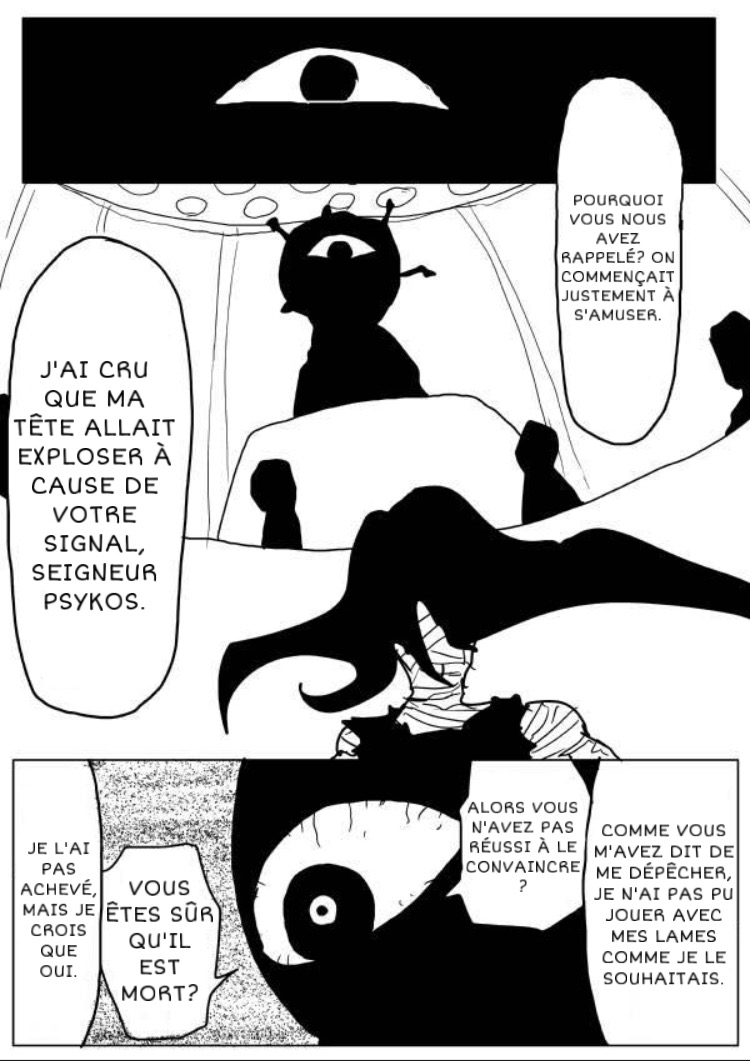 POURQUOI
VOUS NOUS
AVEZ
RAPPELÉ? ON
COMMENÇAIT
JUSTEMENT À
S'AMUSER.
J'AI CRU
QUE MA
TÊTE ALLAIT
EXPLOSER À
CAUSE DE
VOTRE
SIGNAL,
SEIGNEUR
PSYKOS.
COMME VOUS
M'AVEZ DIT DE
ME DÉPÊCHER,
JE N'AI PAS PU
JOUER AVEC
MES LAMES
COMME JE LE
SOUHAITAIS.
ALORS VOUS
N'AVEZ PAS
RÉUSSI À LE
CONVAINCRE
?
VOUS
ÊTES SÛR
QU'IL
EST
MORT?
JE L'AI
PAS
ACHEVÉ,
MAIS JE
CROIS
QUE
OUI.